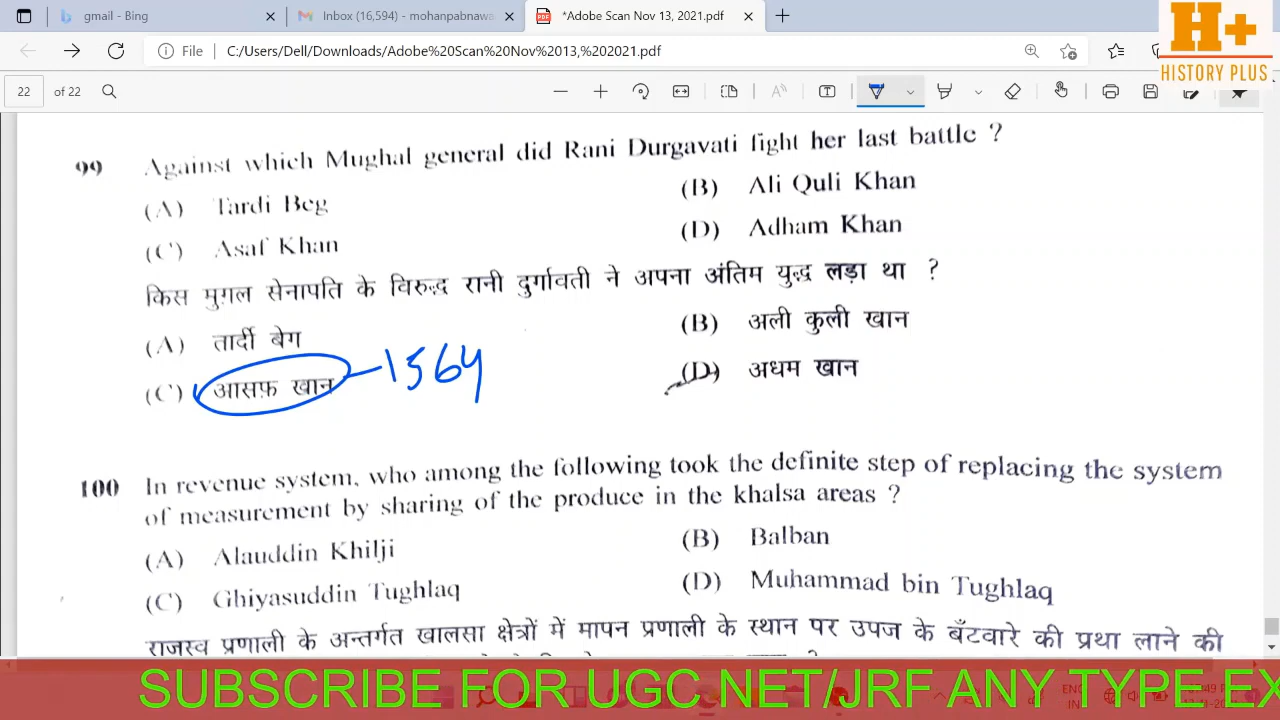 gmail - Bing
Inbox (16,594) - mohanpabnawa
*Adobe Scan Nov 13, 2021.pdf
File
C:/Users/Dell/Downloads/Adobe%20Scan%20Nov%2013,%202021.pdf
H+
HISTORY PLUS
22 of 22
99 Against which Mughal general did Rani Durgavati fight her last battle ?
(A) Tardi Beg (B) Ali Quli Khan
(C) Asaf Khan (D) Adham Khan
किस मुग़ल सेनापति के विरुद्ध रानी दुर्गावती ने अपना अंतिम युद्ध लड़ा था ?
(A) तार्दी बेग (B) अली कुली खान
(C) आसफ़ खान 1564 (D) अधम खान
100 In revenue system, who among the following took the definite step of replacing the system
of measurement by sharing of the produce in the khalsa areas ?
(A) Alauddin Khilji (B) Balban
(C) Ghiyasuddin Tughlaq (D) Muhammad bin Tughlaq
राजस्व प्रणाली के अन्तर्गत खालसा क्षेत्रों में मापन प्रणाली के स्थान पर उपज के बँटवारे की प्रथा लाने की
SUBSCRIBE FOR UGC NET/JRF ANY TYPE EX